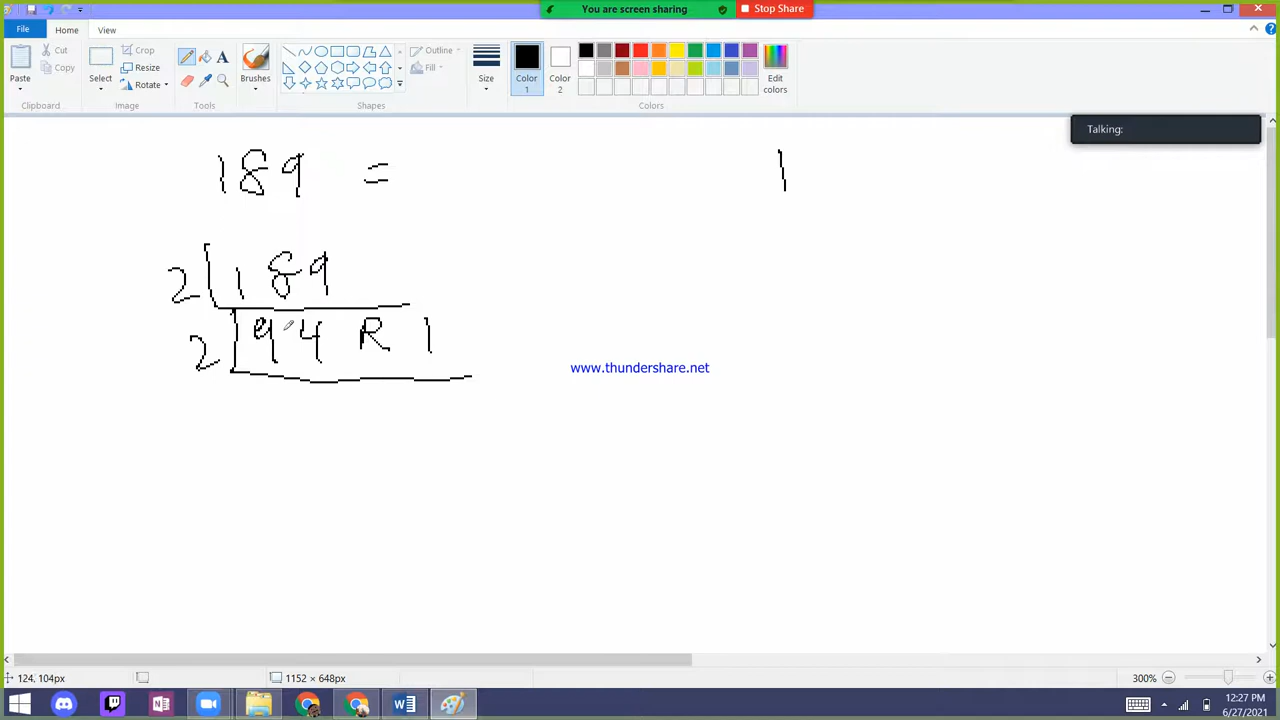 You are screen sharing Stop Share
File Home View
Paste Cut Copy Select Crop Resize Rotate Brushes Size Outline Fill Color 1 Color 2 Edit colors
Clipboard Image Tools Shapes Colors
Talking:
189 = 1
2 189
2 94 R 1
www.thundershare.net
124, 104px 1152 × 648px 300%
12:27 PM
6/27/2021